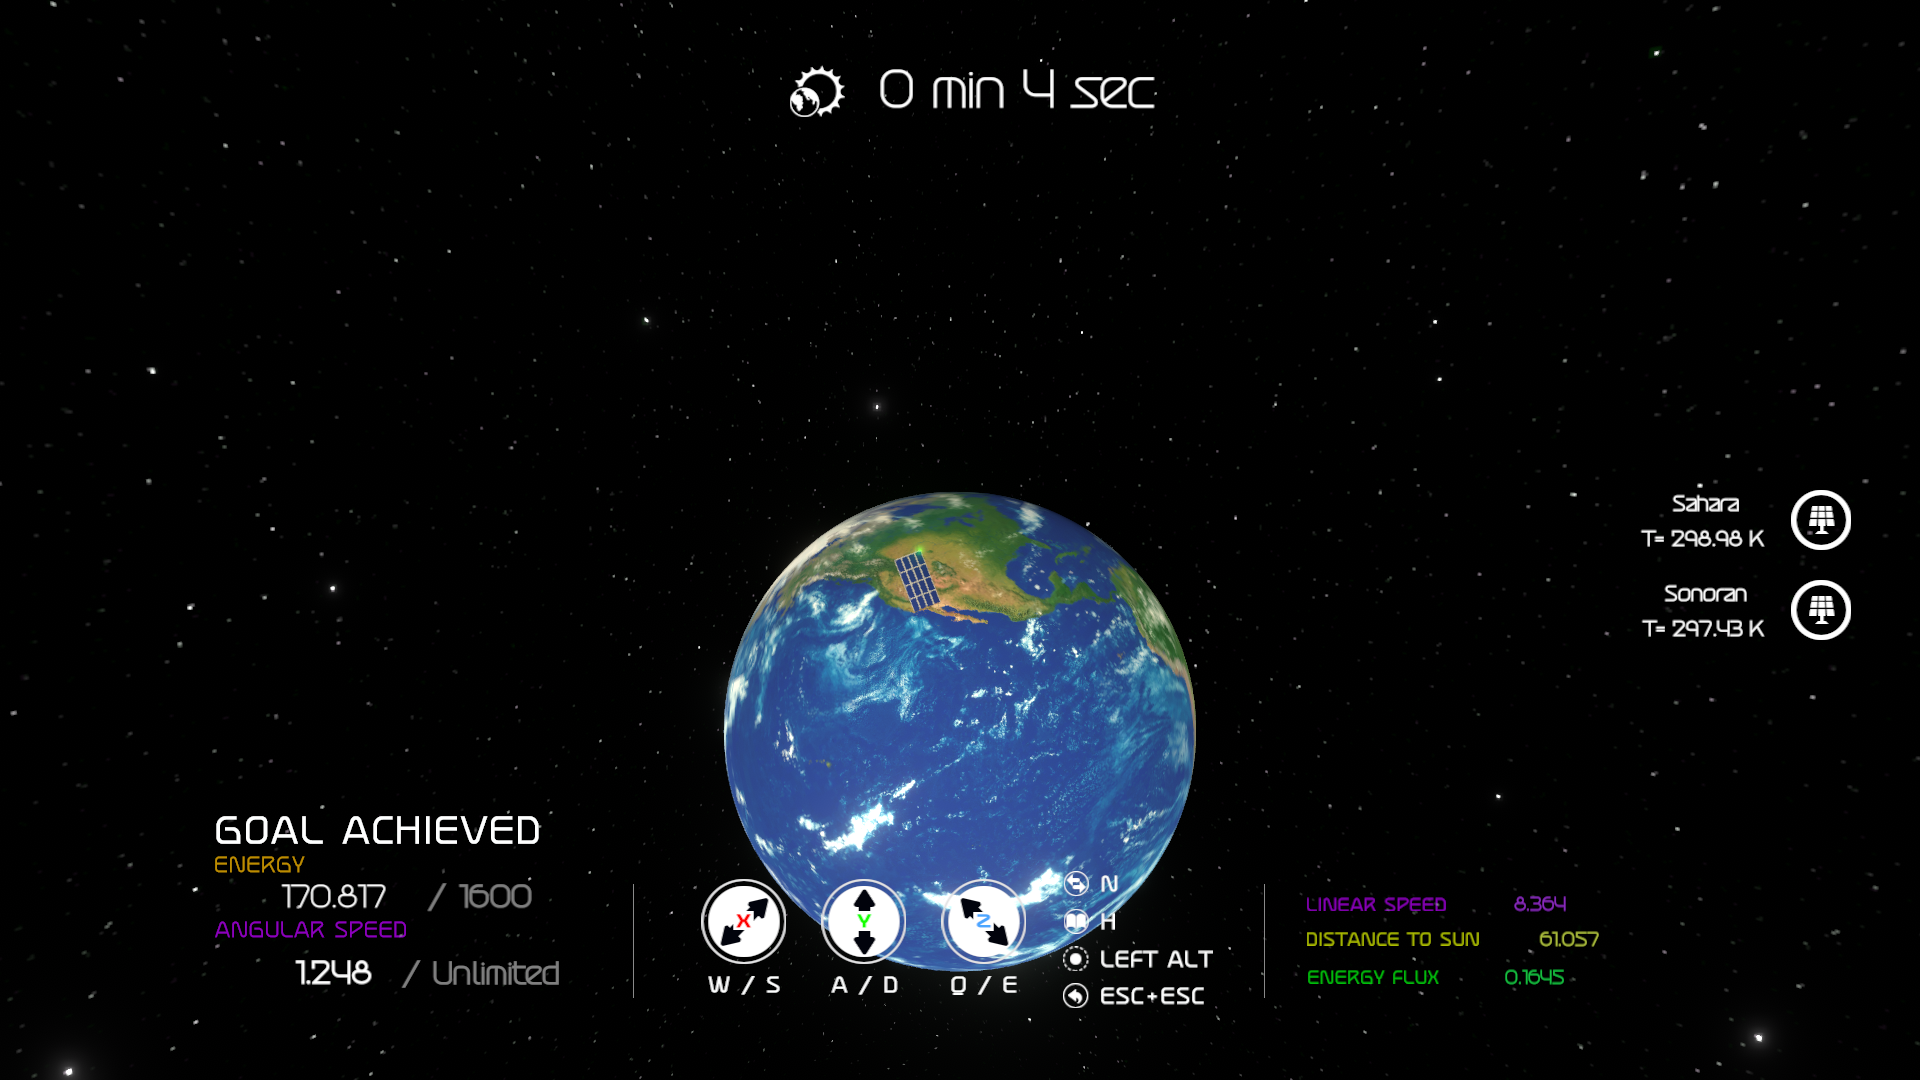 0 min 4 sec
Sahara
T= 298.98 K
Sonoran
T= 297.43 K
GOAL ACHIEVED
ENERGY
170.817 / 1600
ANGULAR SPEED
1.248 / Unlimited
X
Y
Z
W / S
A / D
Q / E
N
H
LEFT ALT
ESC+ESC
LINEAR SPEED 8.364
DISTANCE TO SUN 61.057
ENERGY FLUX 0.1645